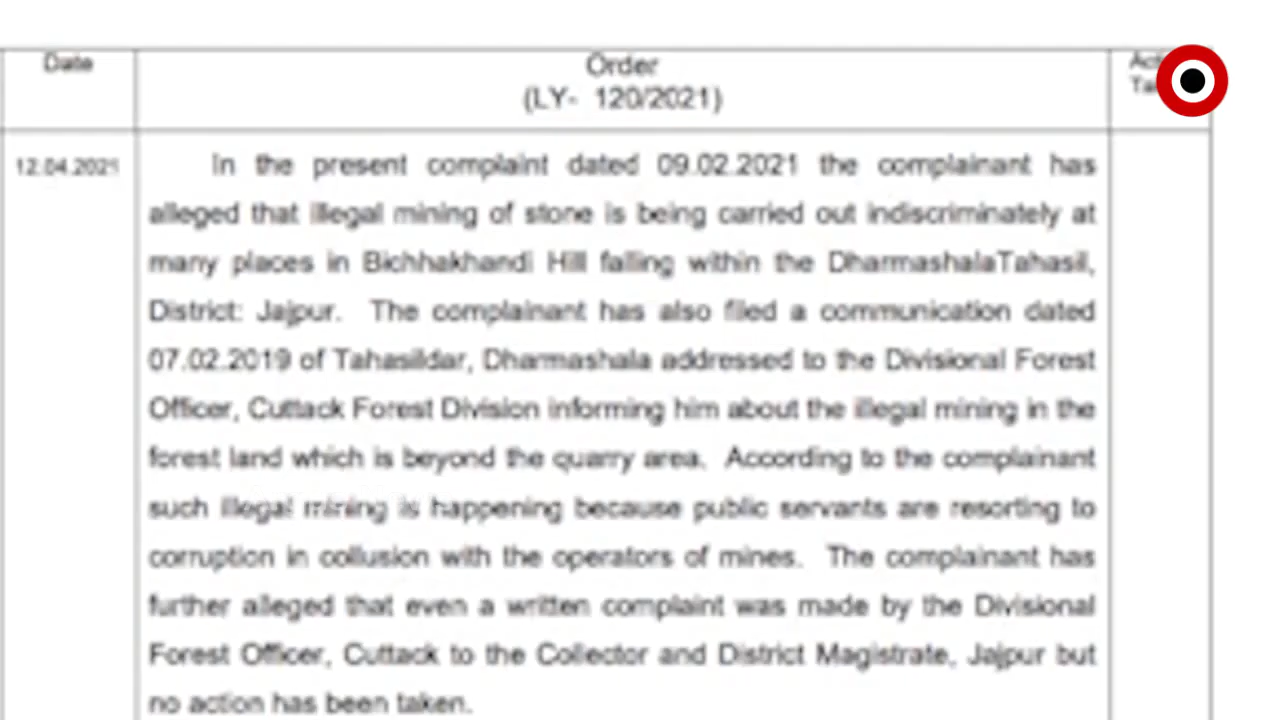 Date
Order
(LY- 120/2021)
12.04.2021
In the present complaint dated 09.02.2021 the complainant has
alleged that illegal mining of stone is being carried out indiscriminately at
many places in Bichhakhandi Hill falling within the DharmashalaTahasil,
District: Jajpur. The complainant has also filed a communication dated
07.02.2019 of Tahasildar, Dharmashala addressed to the Divisional Forest
Officer, Cuttack Forest Division informing him about the illegal mining in the
forest land which is beyond the quarry area. According to the complainant
such illegal mining is happening because public servants are resorting to
corruption in collusion with the operators of mines. The complainant has
further alleged that even a written complaint was made by the Divisional
Forest Officer, Cuttack to the Collector and District Magistrate, Jajpur but
no action has been taken.